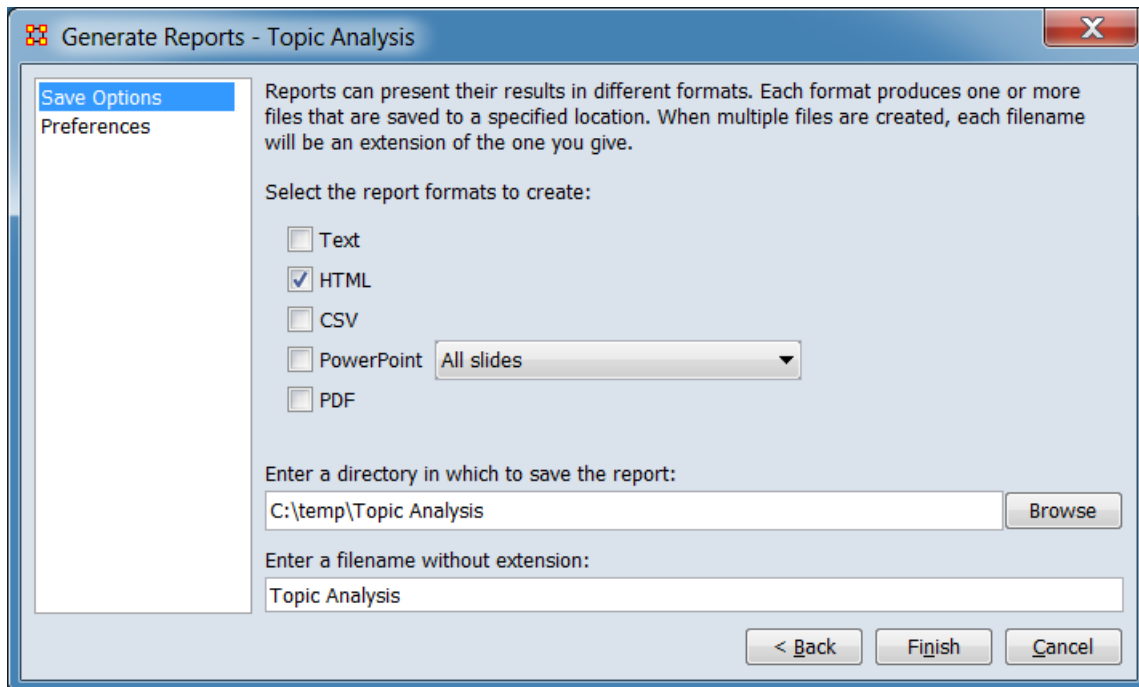 Generate Reports - Topic Analysis
X
Save Options
Preferences
Reports can present their results in different formats. Each format produces one or more
files that are saved to a specified location. When multiple files are created, each filename
will be an extension of the one you give.
Select the report formats to create:
Text
HTML
CSV
PowerPoint All slides
PDF
Enter a directory in which to save the report:
C:\temp\Topic Analysis Browse
Enter a filename without extension:
Topic Analysis
< Back Finish Cancel